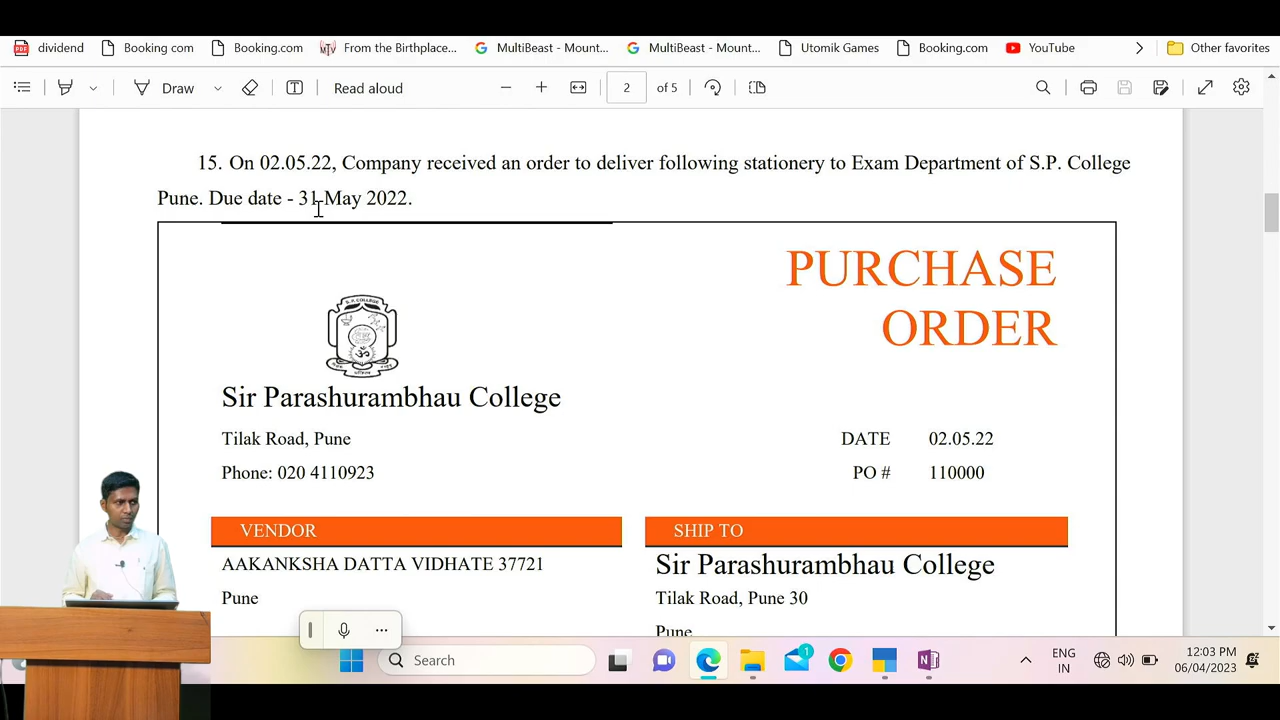 dividend Booking com Booking.com From the Birthplace... MultiBeast - Mount... MultiBeast - Mount... Utomik Games Booking.com YouTube Other favorites
Draw Read aloud 2 of 5
15. On 02.05.22, Company received an order to deliver following stationery to Exam Department of S.P. College
Pune. Due date - 31 May 2022.
PURCHASE
ORDER
Sir Parashurambhau College
Tilak Road, Pune
DATE 02.05.22
Phone: 020 4110923
PO # 110000
VENDOR
SHIP TO
AAKANKSHA DATTA VIDHATE 37721
Sir Parashurambhau College
Pune
Tilak Road, Pune 30
Pune
Search
1
ENG
IN
12:03 PM
06/04/2023